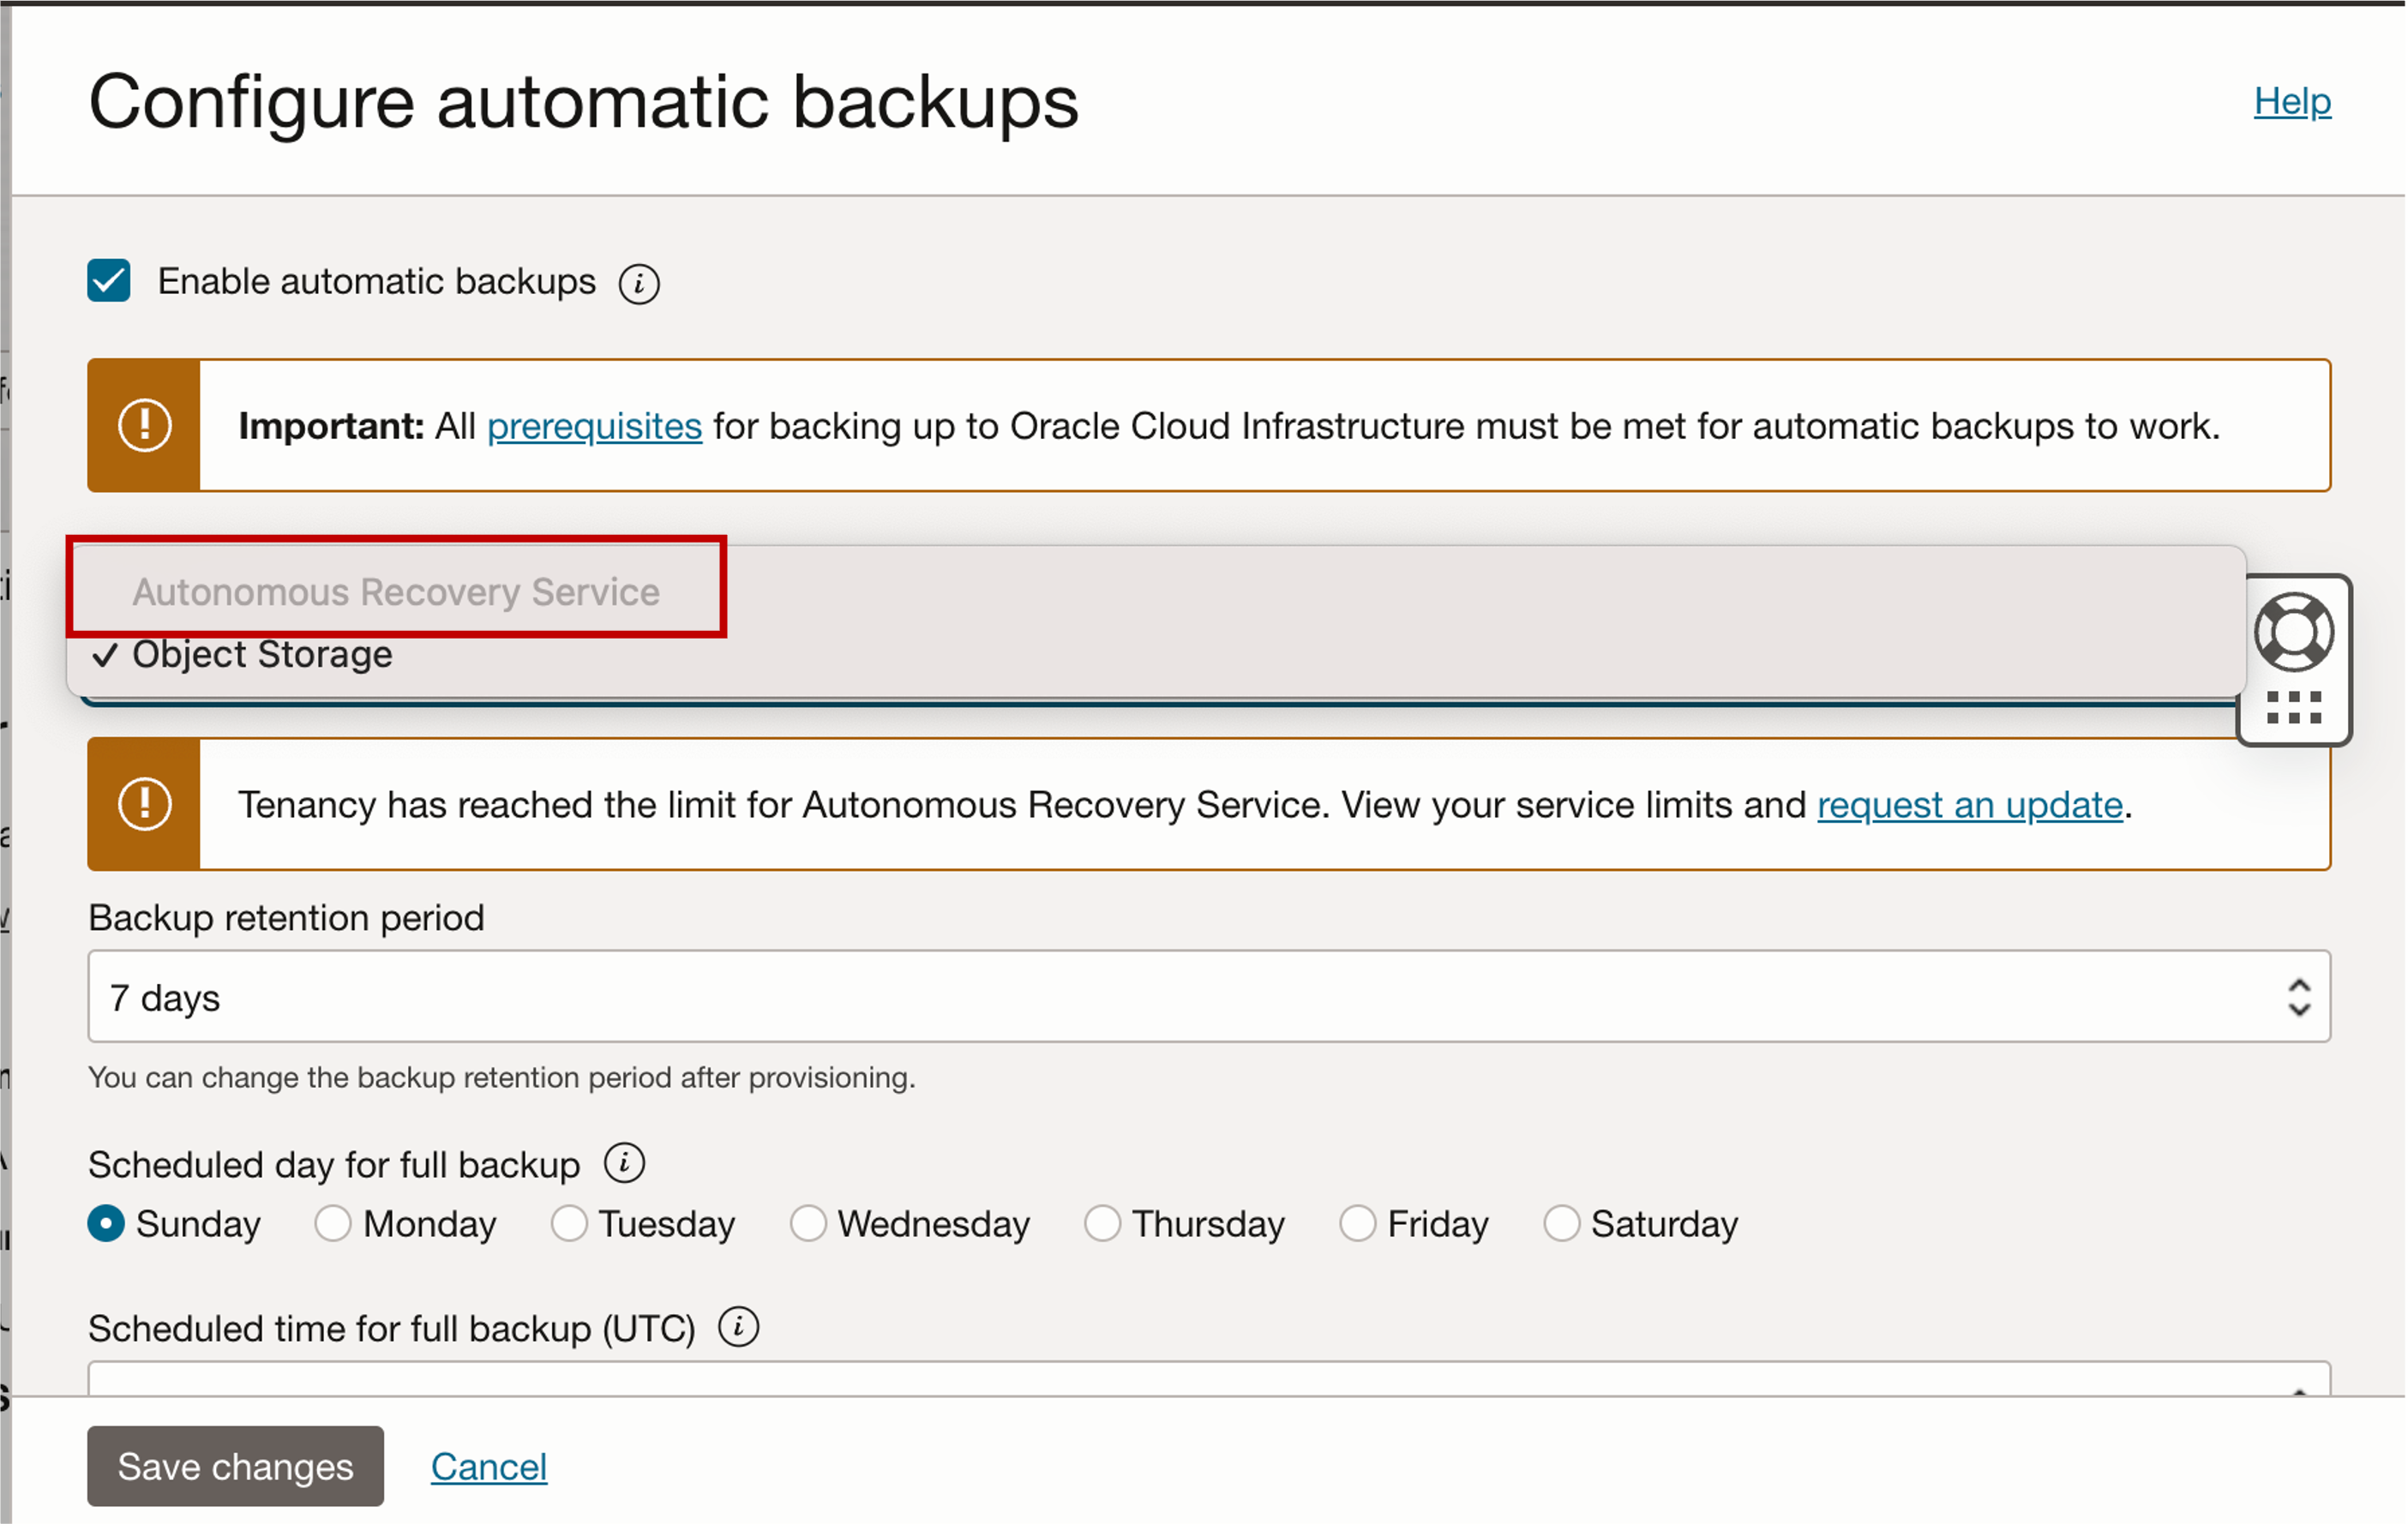 Configure automatic backups
Help
Enable automatic backups
Important: All prerequisites for backing up to Oracle Cloud Infrastructure must be met for automatic backups to work.
Autonomous Recovery Service
✓ Object Storage
Tenancy has reached the limit for Autonomous Recovery Service. View your service limits and request an update.
Backup retention period
7 days
You can change the backup retention period after provisioning.
Scheduled day for full backup
Sunday Monday Tuesday Wednesday Thursday Friday Saturday
Scheduled time for full backup (UTC)
Save changes Cancel